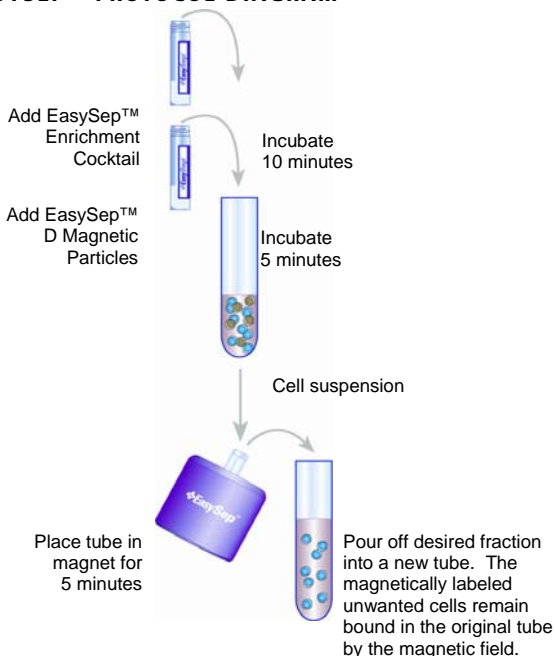 Add EasySep™
Enrichment
Cocktail
Incubate
10 minutes
Add EasySep™
D Magnetic
Particles
Incubate
5 minutes
Cell suspension
EasySep™
Place tube in
magnet for
5 minutes
Pour off desired fraction
into a new tube. The
magnetically labeled
unwanted cells remain
bound in the original tube
by the magnetic field.